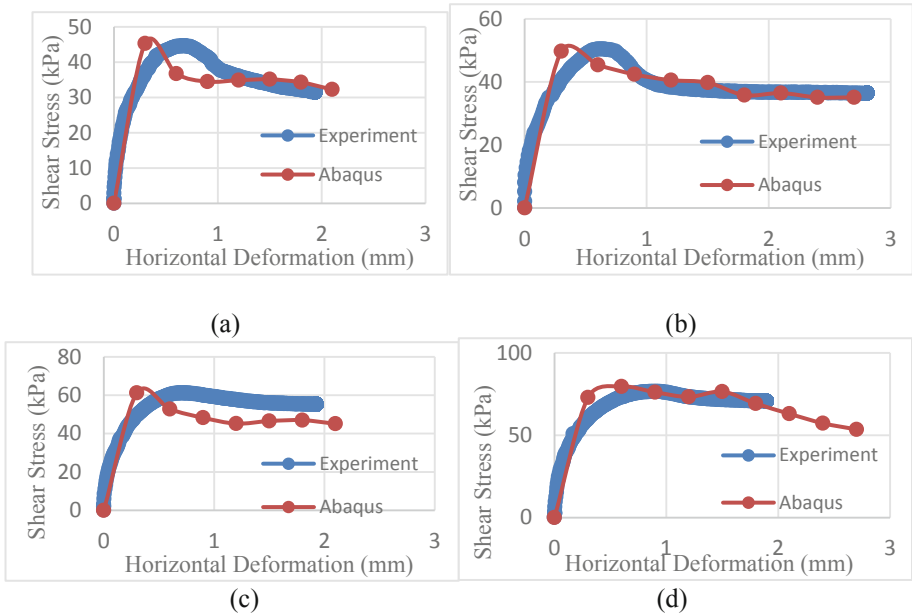 Shear Stress (kPa)
50
40
30
20
10
0
Experiment
Abaqus
0 1 2 3
Horizontal Deformation (mm)
(a)
Shear Stress (kPa)
60
40
20
0
Experiment
Abaqus
0 1 2 3
Horizontal Deformation (mm)
(b)
Shear Stress (kPa)
80
60
40
20
0
Experiment
Abaqus
0 1 2 3
Horizontal Deformation (mm)
(c)
Shear Stress (kPa)
100
50
0
Experiment
Abaqus
0 1 2 3
Horizontal Deformation (mm)
(d)